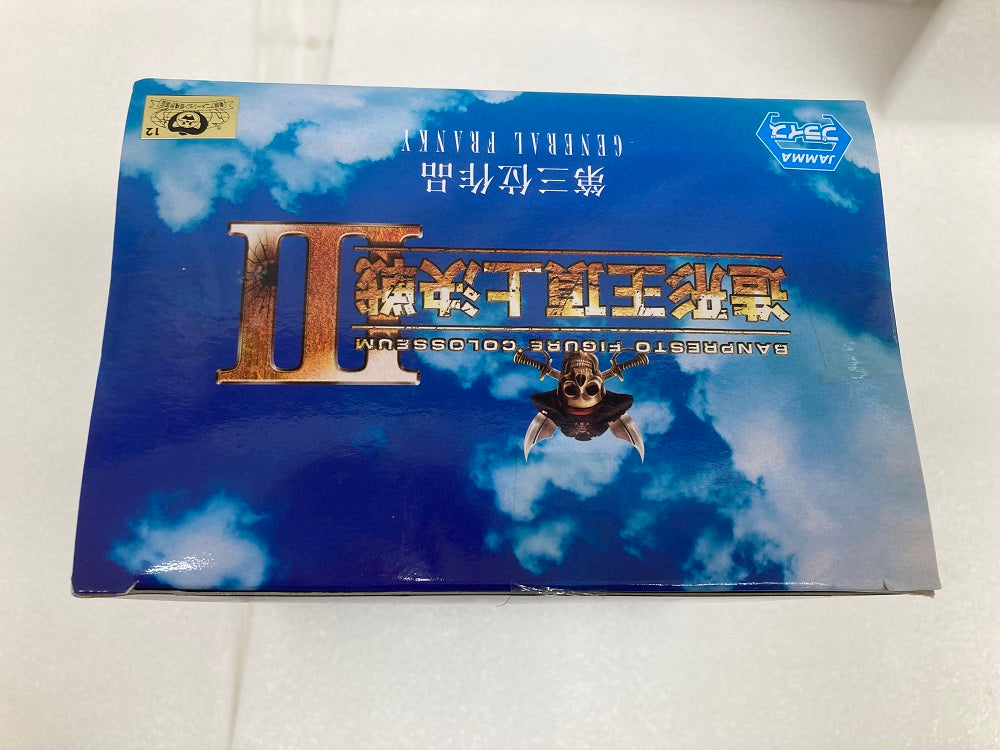 BANPRESTO FIGURE COLOSSEUM
造形王頂上決戦 III
第三位作品
GENERAL FRANKY
JAMMA
プライズ
12